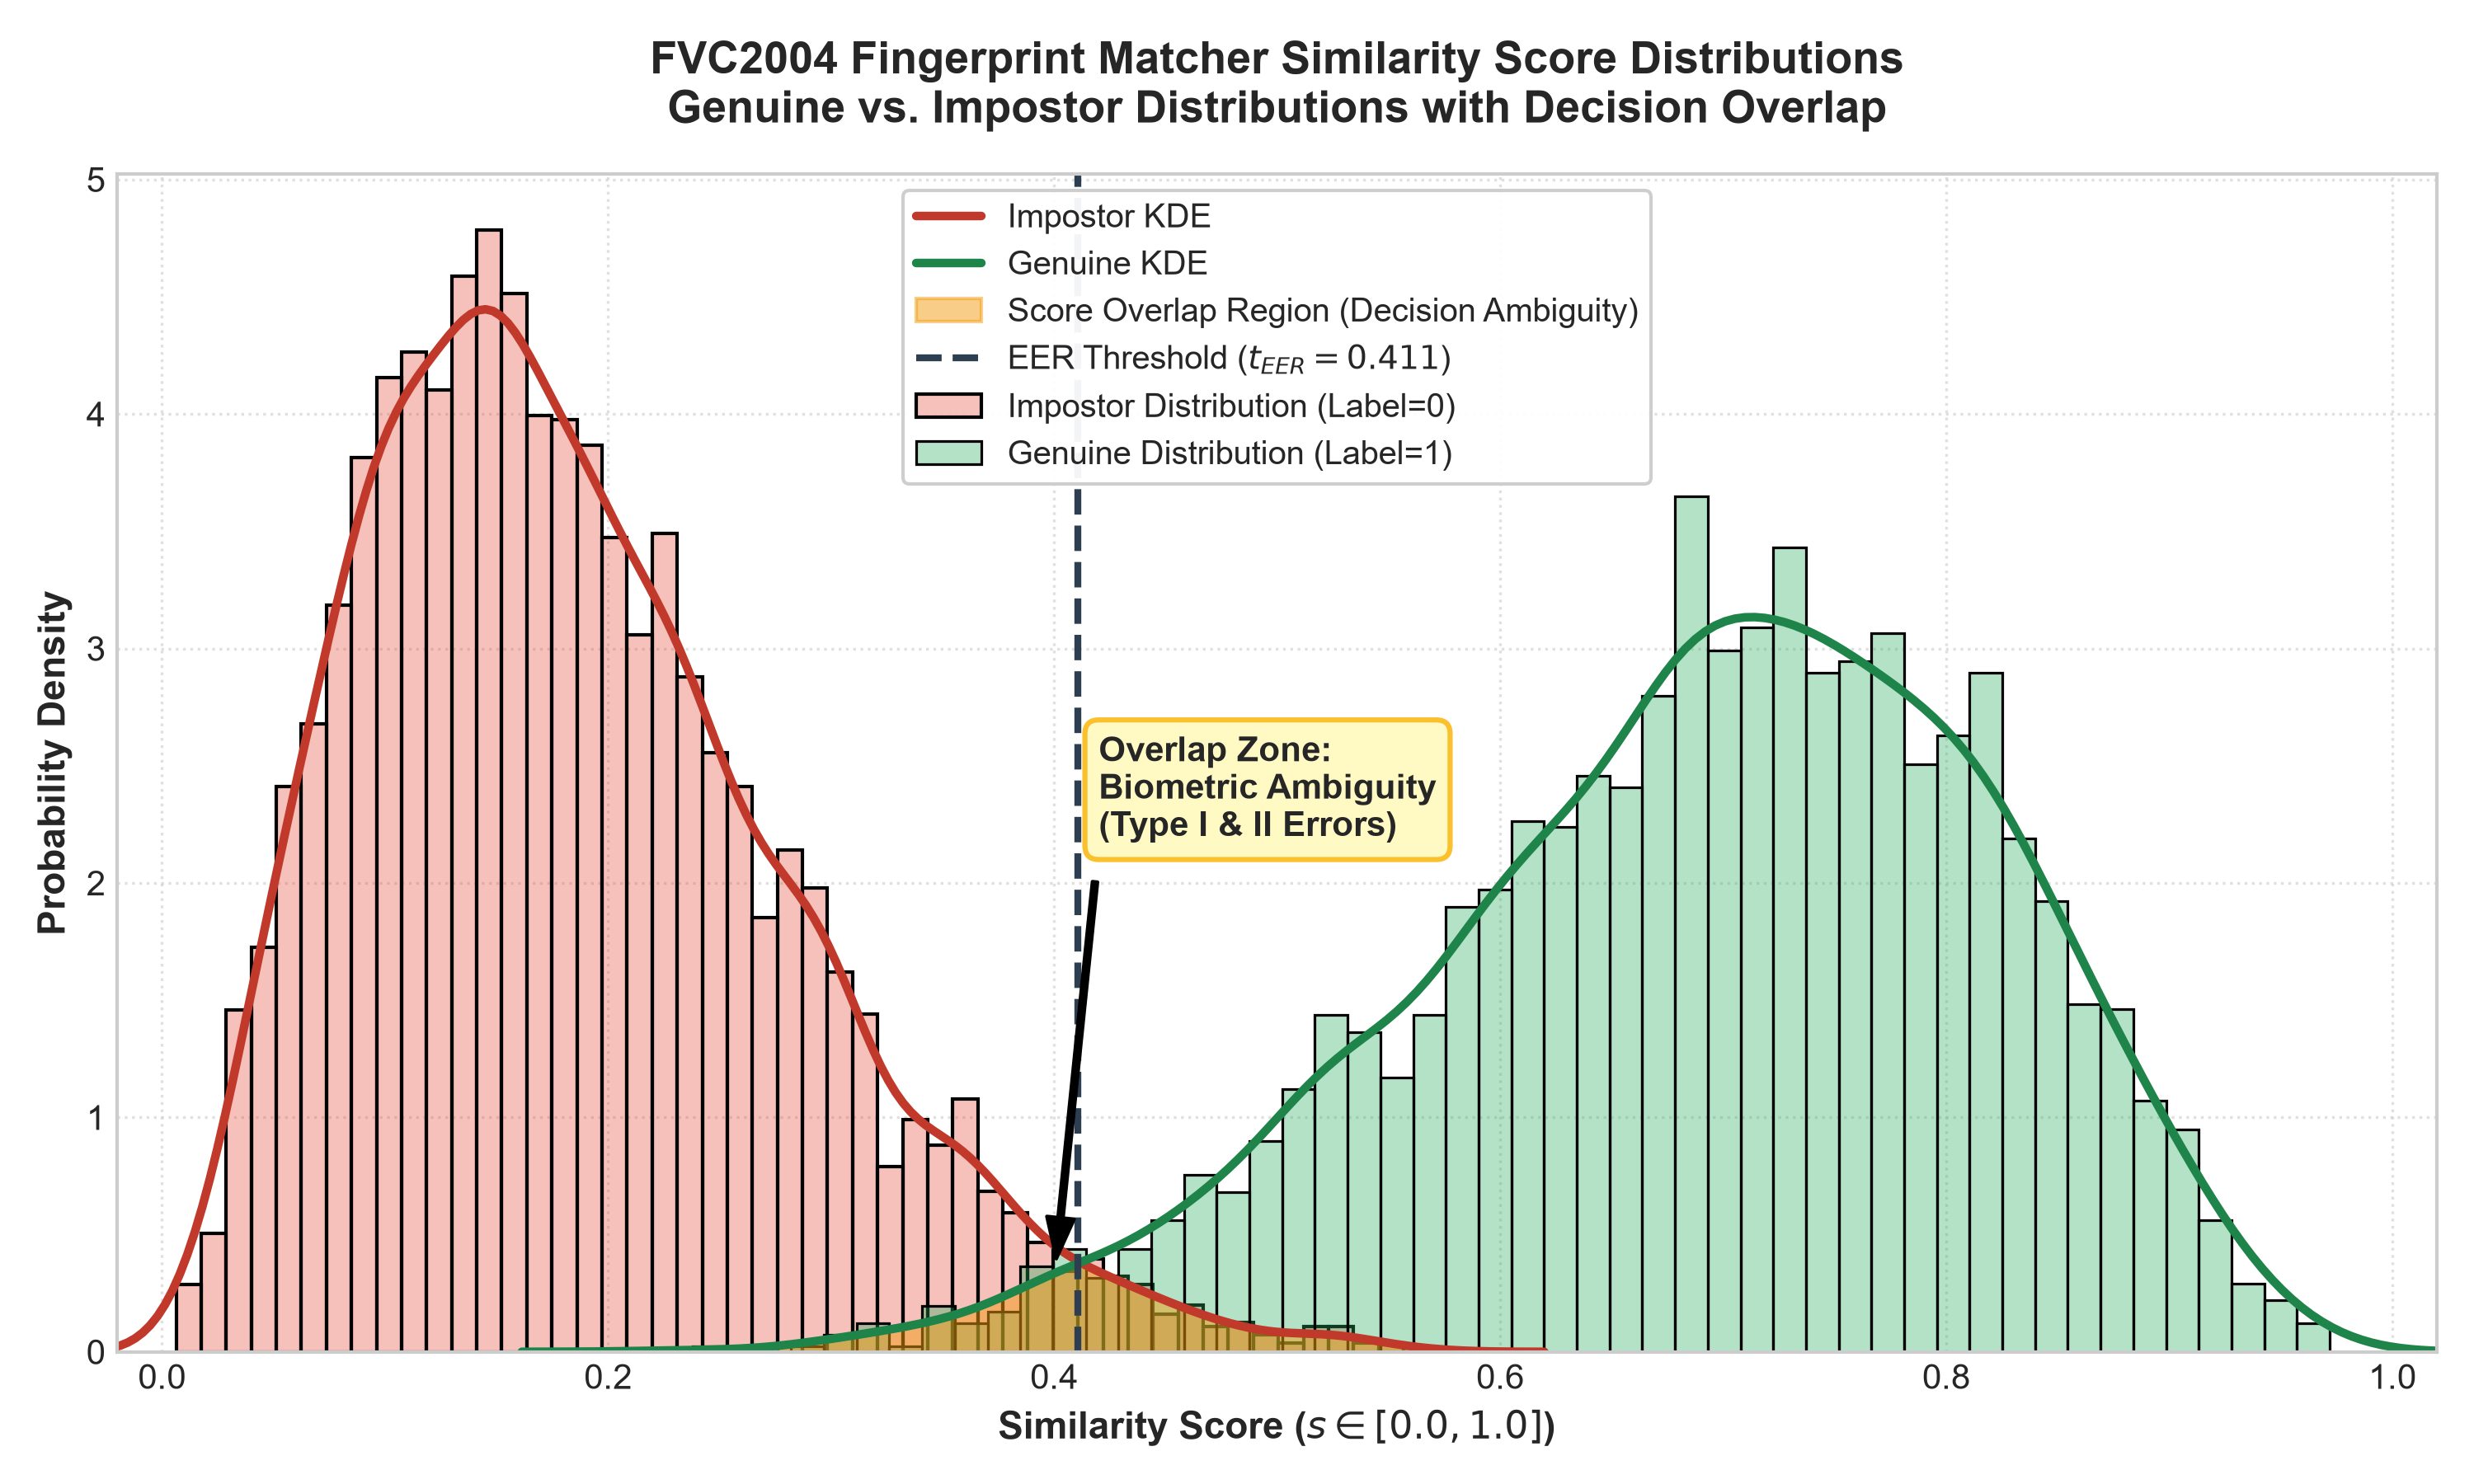 FVC2004 Fingerprint Matcher Similarity Score Distributions
Genuine vs. Impostor Distributions with Decision Overlap
Probability Density
5
4
3
2
1
0
Impostor KDE
Genuine KDE
Score Overlap Region (Decision Ambiguity)
EER Threshold (t_EER = 0.411)
Impostor Distribution (Label=0)
Genuine Distribution (Label=1)
Overlap Zone:
Biometric Ambiguity
(Type I & II Errors)
0.0 0.2 0.4 0.6 0.8 1.0
Similarity Score (s ∈ [0.0, 1.0])